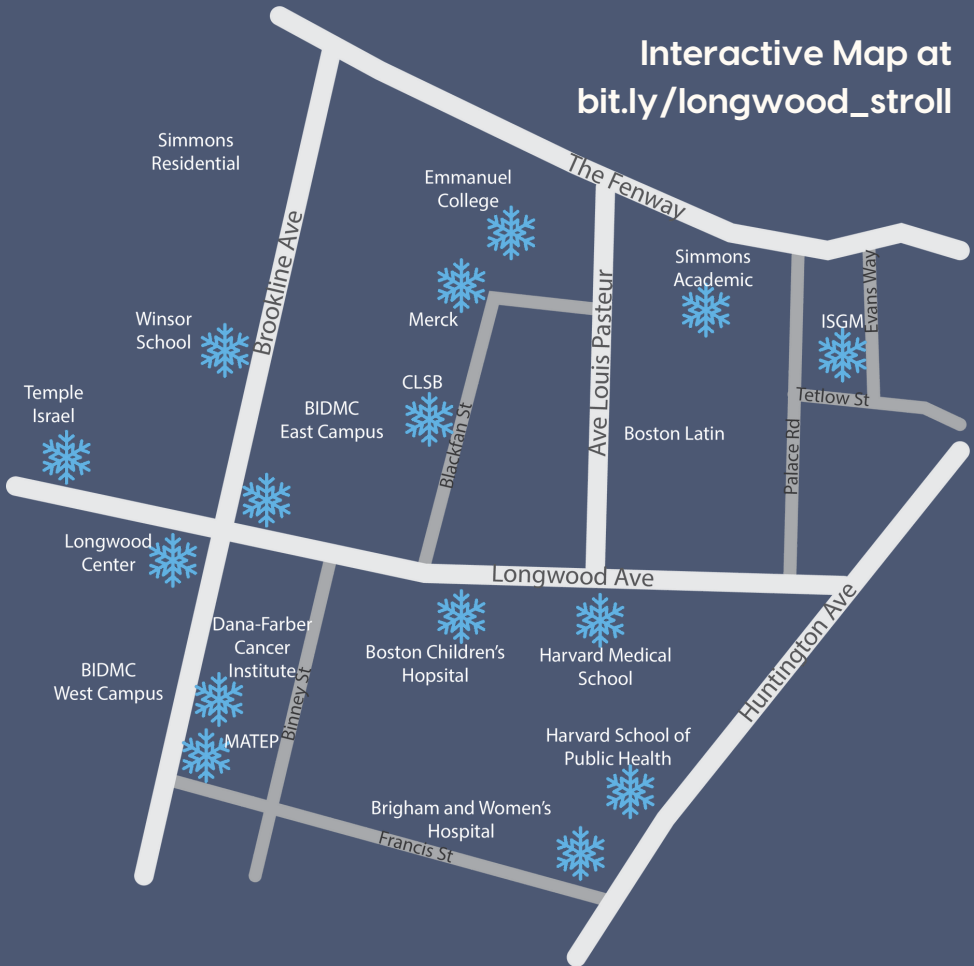 Interactive Map at
bit.ly/longwood_stroll
Simmons
Residential
The Fenway
Emmanuel
College
Brookline Ave
Simmons
Academic
Evans Way
Ave Louis Pasteur
Merck
Winsor
School
ISGM
Temple
Israel
CLSB
BIDMC
East Campus
Blackfan St
Boston Latin
Tetlow St
Palace Rd
Longwood
Center
Longwood Ave
Dana-Farber
Cancer
Institute
Boston Children's
Hopsital
Harvard Medical
School
Huntington Ave
BIDMC
West Campus
Binney St
MATEP
Harvard School of
Public Health
Brigham and Women's
Hospital
Francis St